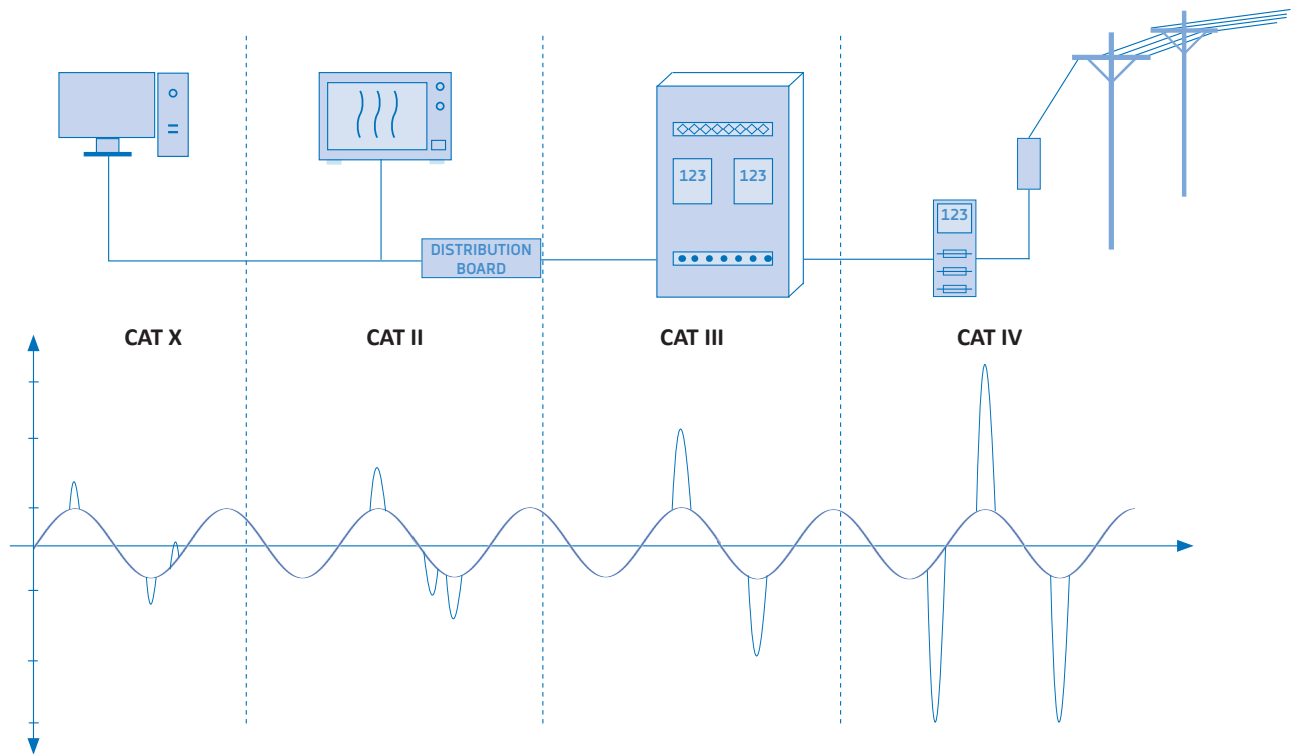 123
123
123
DISTRIBUTION
BOARD
CAT X
CAT II
CAT III
CAT IV